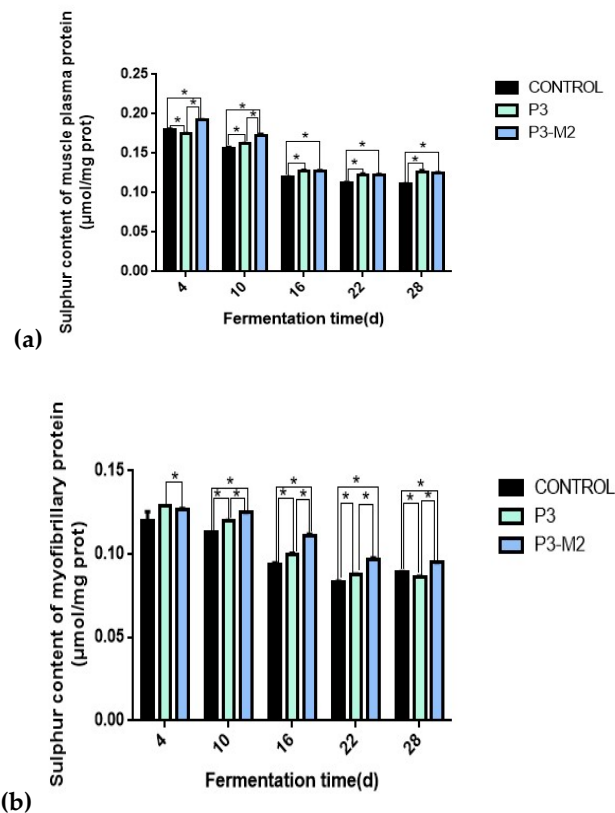 Sulphur content of muscle plasma protein
(μmol/mg prot)
0.25
0.20
0.15
0.10
0.05
0.00
* * *
* * *
* *
* *
* *
4 10 16 22 28
Fermentation time(d)
CONTROL
P3
P3-M2
(a)
Sulphur content of myofibrillary protein
(μmol/mg prot)
0.15
0.10
0.05
0.00
*
* * *
* * *
* * *
* * *
4 10 16 22 28
Fermentation time(d)
CONTROL
P3
P3-M2
(b)